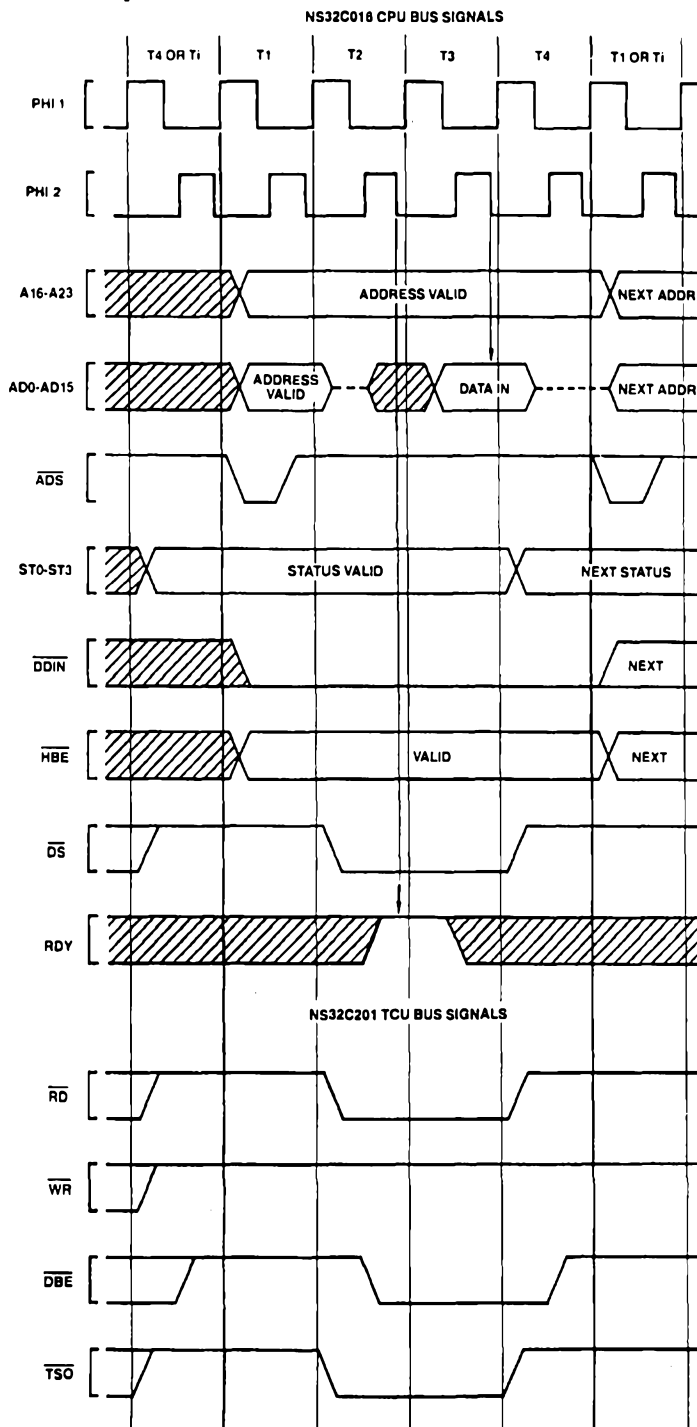 NS32C016 CPU BUS SIGNALS
T4 OR Ti T1 T2 T3 T4 T1 OR Ti
PHI 1
PHI 2
A16-A23 ADDRESS VALID NEXT ADDR
AD0-AD15 ADDRESS VALID DATA IN NEXT ADDR
ADS
ST0-ST3 STATUS VALID NEXT STATUS
DDIN NEXT
HBE VALID NEXT
DS
RDY
NS32C201 TCU BUS SIGNALS
RD
WR
DBE
TSO